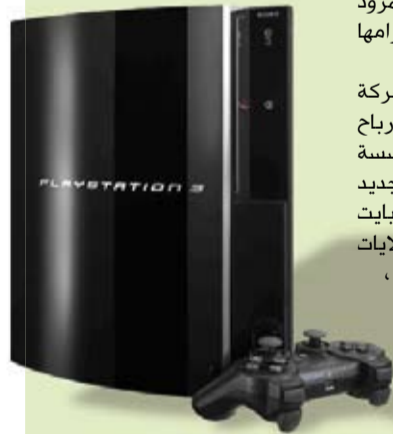 مزود
رامها
ركة
رباح
سسة
جديد
بايت
لايات
،
SONY
PLAYSTATION 3